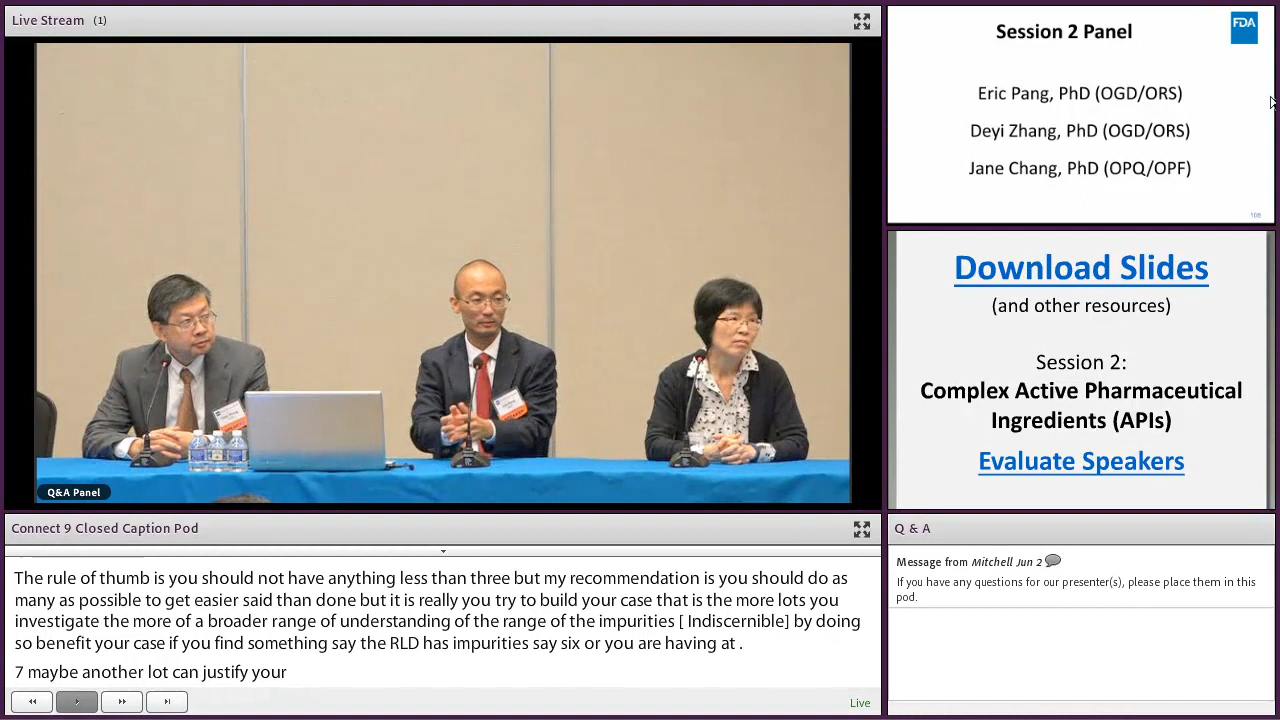 Live Stream (1)
Q&A Panel
Connect 9 Closed Caption Pod
The rule of thumb is you should not have anything less than three but my recommendation is you should do as
many as possible to get easier said than done but it is really you try to build your case that is the more lots you
investigate the more of a broader range of understanding of the range of the impurities [ Indiscernible] by doing
so benefit your case if you find something say the RLD has impurities say six or you are having at .
7 maybe another lot can justify your
Live
Session 2 Panel
FDA
Eric Pang, PhD (OGD/ORS)
Deyi Zhang, PhD (OGD/ORS)
Jane Chang, PhD (OPQ/OPF)
108
Download Slides
(and other resources)
Session 2:
Complex Active Pharmaceutical
Ingredients (APIs)
Evaluate Speakers
Q & A
Message from Mitchell Jun 2
If you have any questions for our presenter(s), please place them in this
pod.